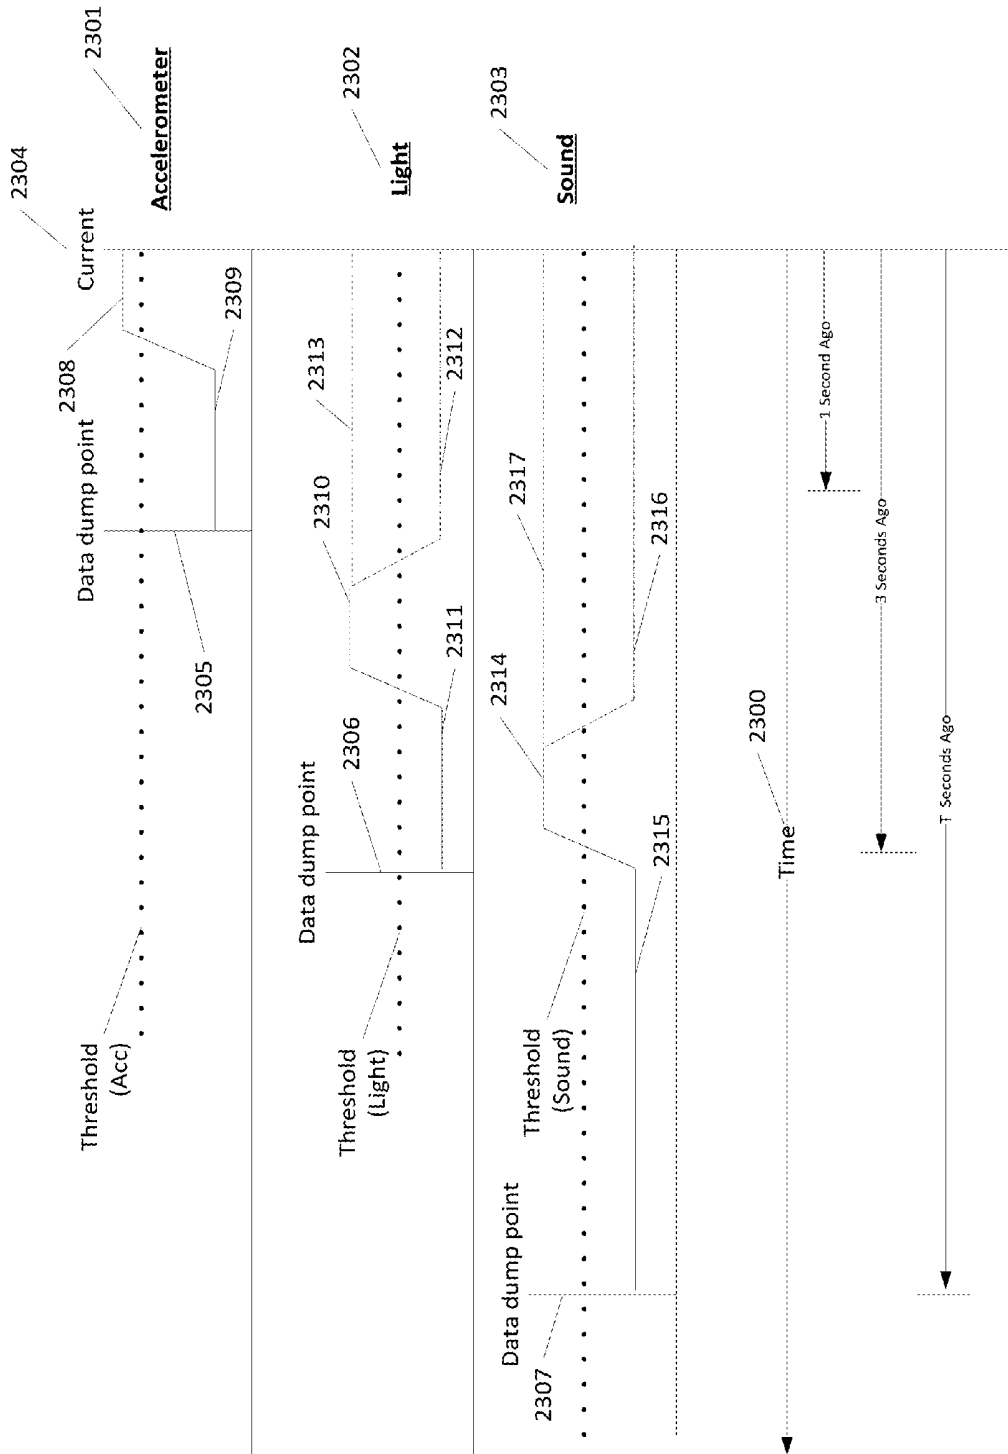 2304
Current
2301
Accelerometer
2308
2309
Data dump point
2305
Threshold
(Acc)
2302
Light
2313
2312
2310
2311
2306
Data dump point
Threshold
(Light)
2303
Sound
2317
2316
2314
2315
Threshold
(Sound)
Data dump point
2307
2300
Time
1 Second Ago
3 Seconds Ago
T Seconds Ago